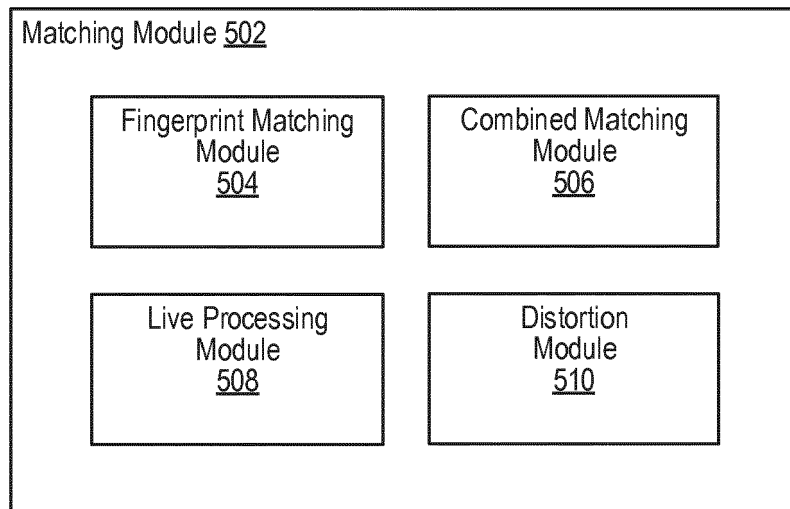 Matching Module 502
Fingerprint Matching
Module
504
Combined Matching
Module
506
Live Processing
Module
508
Distortion
Module
510